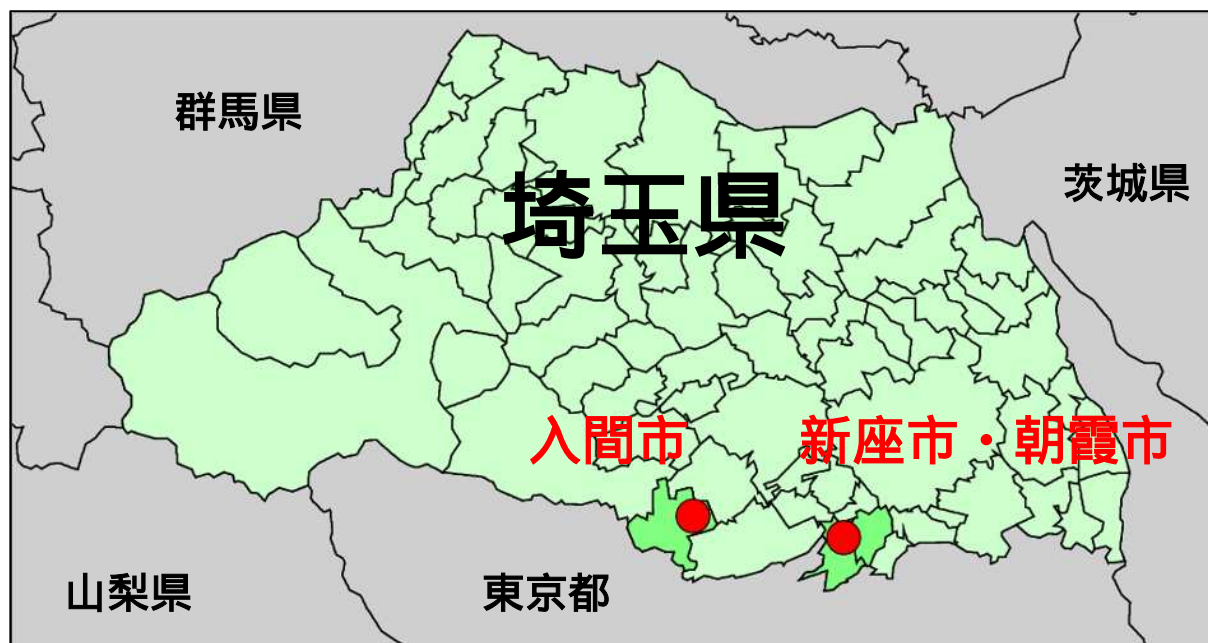 群馬県
茨城県
埼玉県
入間市
新座市・朝霞市
山梨県
東京都